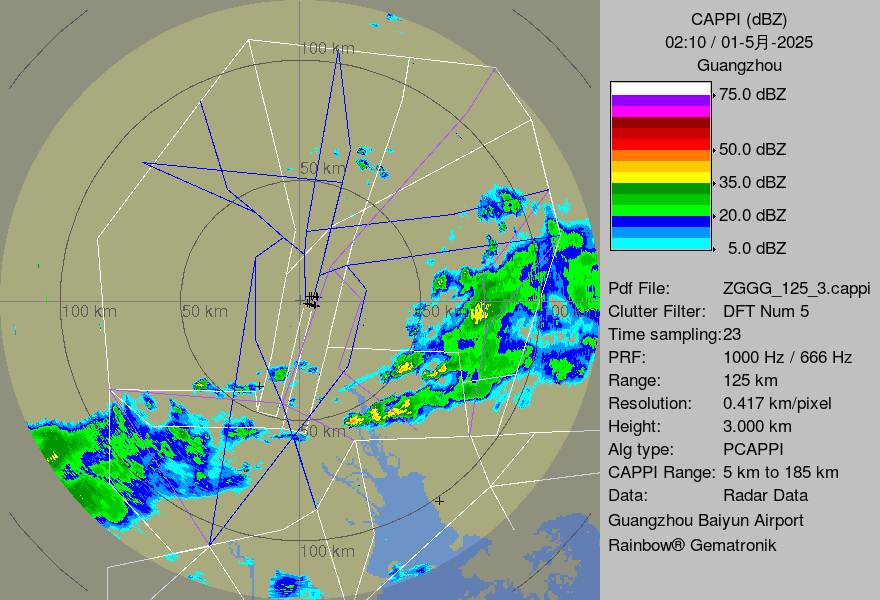 CAPPI (dBZ)
02:10 / 01-5月-2025
Guangzhou
75.0 dBZ
50.0 dBZ
35.0 dBZ
20.0 dBZ
5.0 dBZ
Pdf File: ZGGG_125_3.cappi
Clutter Filter: DFT Num 5
Time sampling:23
PRF: 1000 Hz / 666 Hz
Range: 125 km
Resolution: 0.417 km/pixel
Height: 3.000 km
Alg type: PCAPPI
CAPPI Range: 5 km to 185 km
Data: Radar Data
Guangzhou Baiyun Airport
Rainbow® Gematronik
100 km
50 km
100 km
50 km
50 km
100 km
50 km
100 km